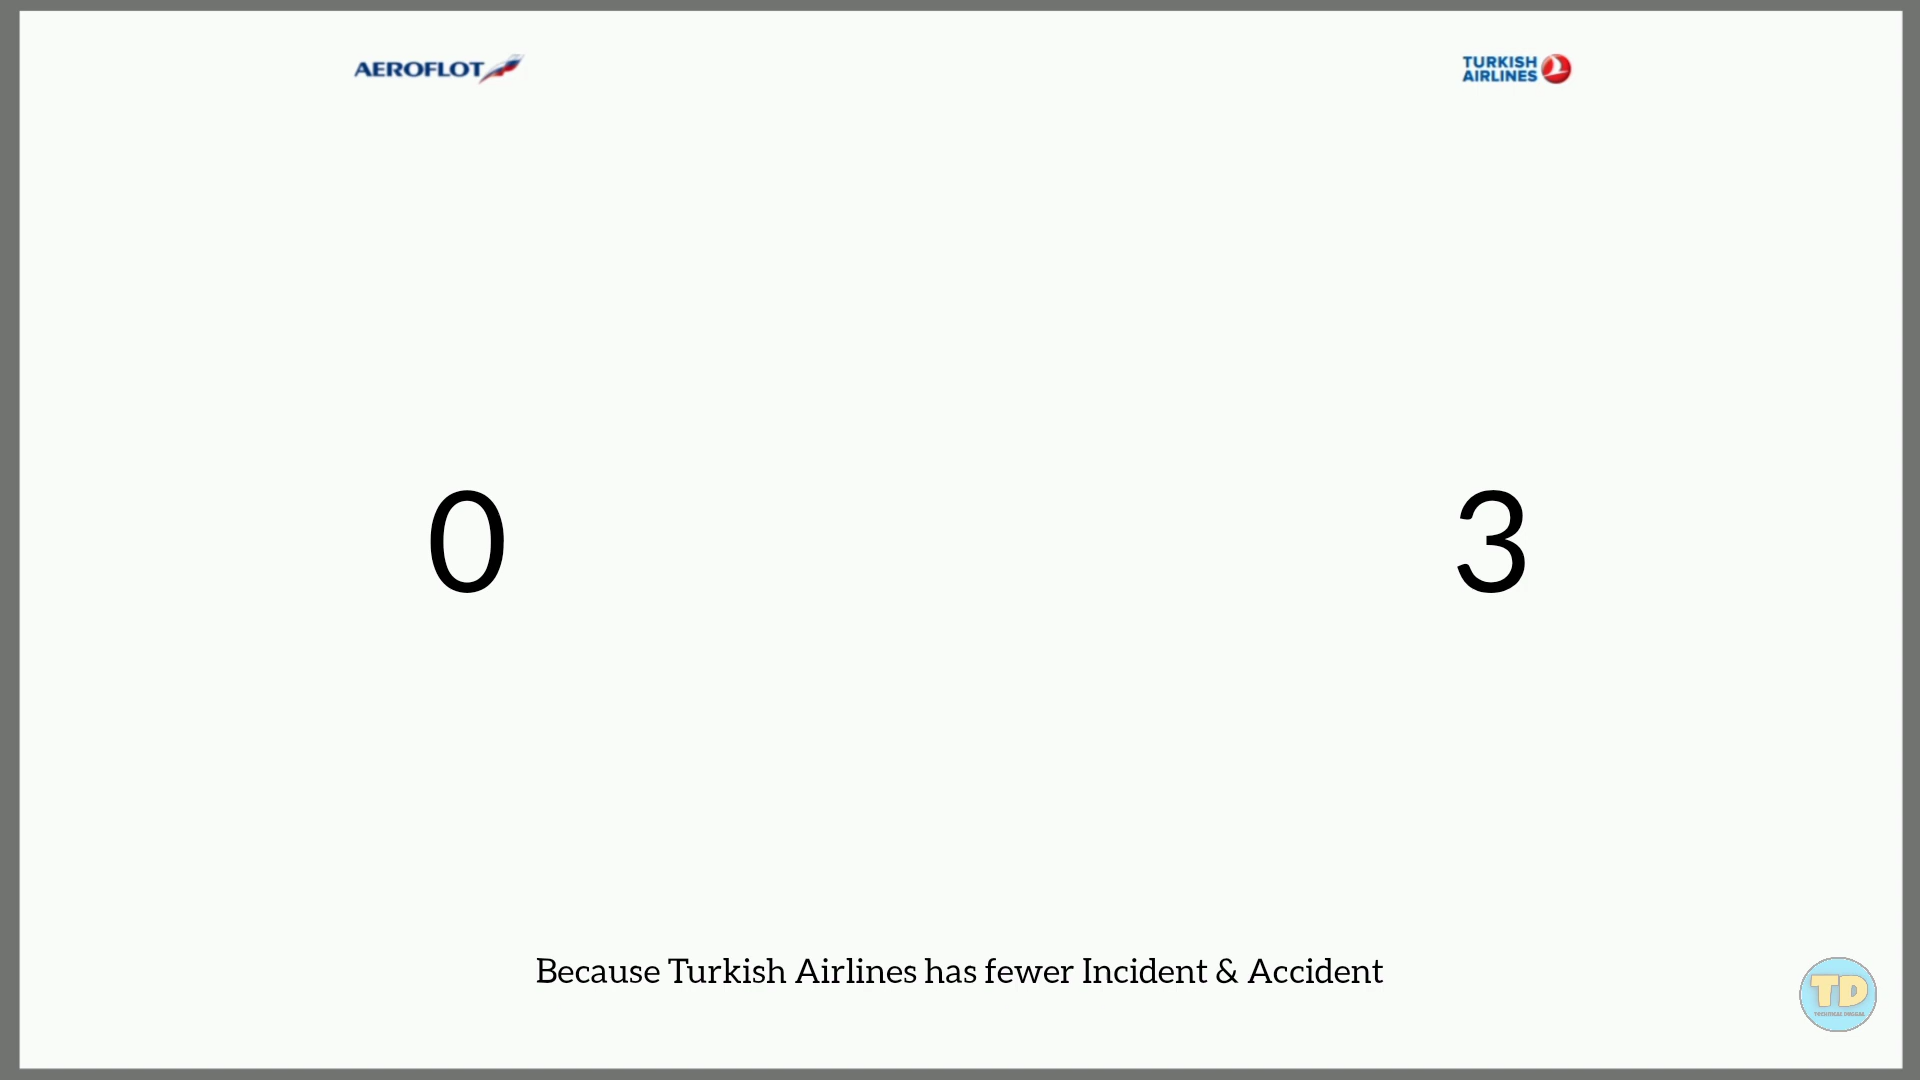 AEROFLOT
TURKISH
AIRLINES
0
3
Because Turkish Airlines has fewer Incident & Accident
TD